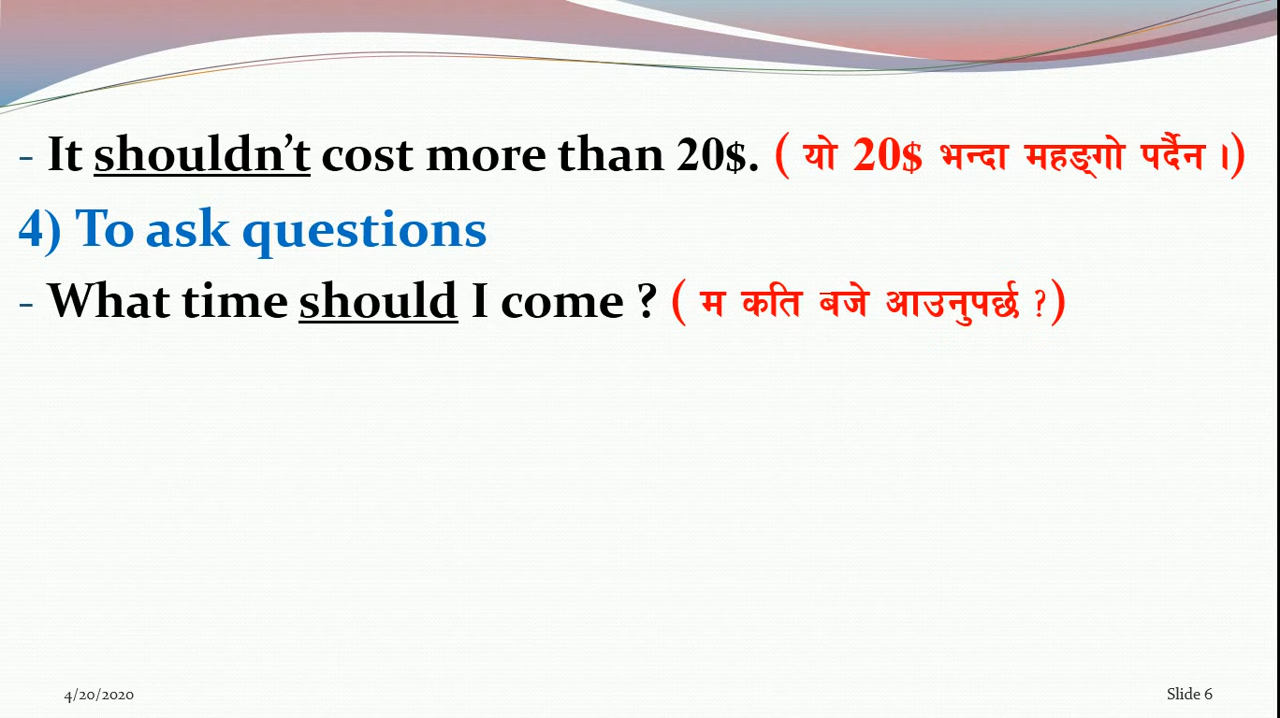 - It shouldn't cost more than 20$. ( यो 20$ भन्दा महङ्गो पर्दैन ।)
4) To ask questions
- What time should I come ? ( म कति बजे आउनुपर्छ ?)
4/20/2020
Slide 6